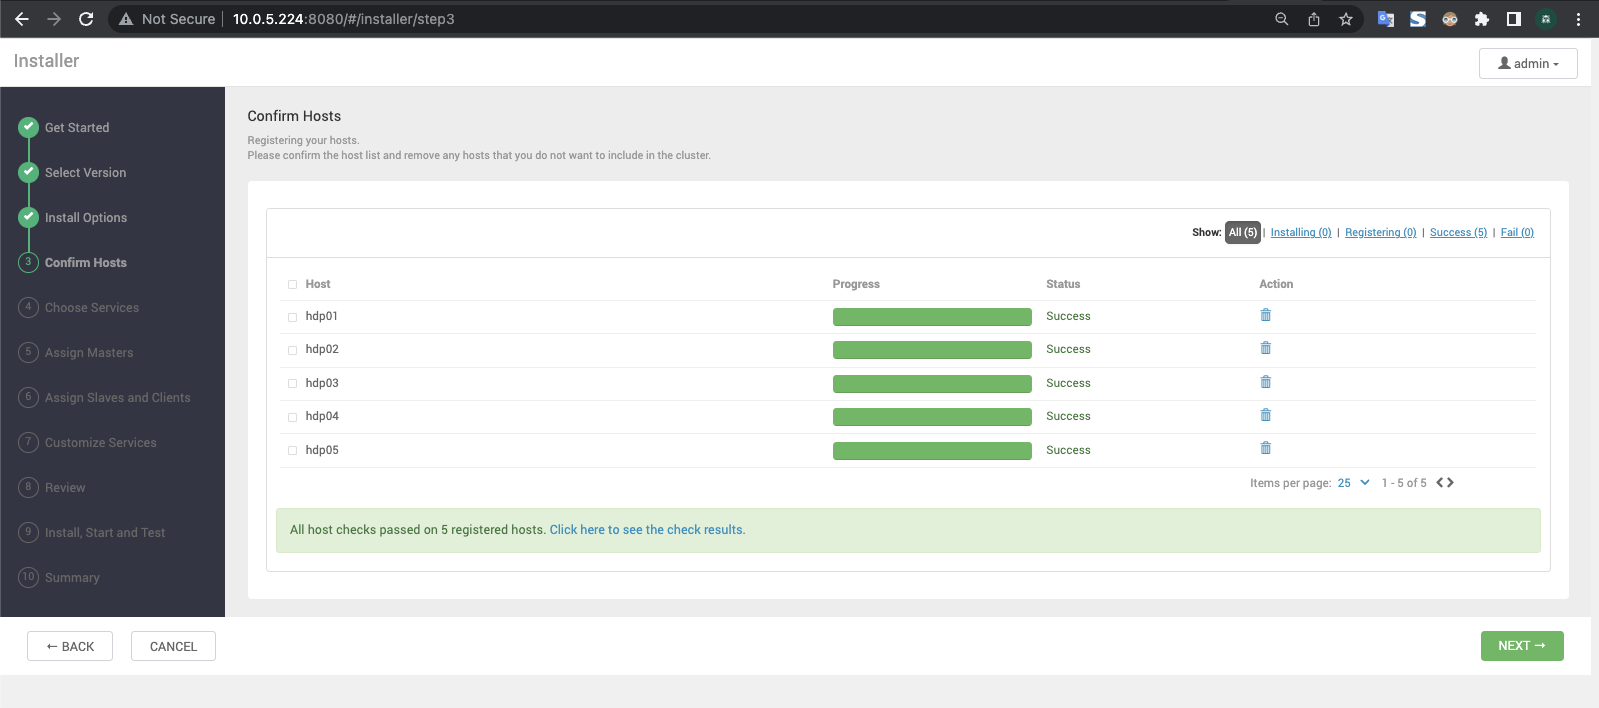 Not Secure | 10.0.5.224:8080/#/installer/step3
Installer
admin
Get Started
Select Version
Install Options
3 Confirm Hosts
4 Choose Services
5 Assign Masters
6 Assign Slaves and Clients
7 Customize Services
8 Review
9 Install, Start and Test
10 Summary
Confirm Hosts
Registering your hosts.
Please confirm the host list and remove any hosts that you do not want to include in the cluster.
Show: All (5) | Installing (0) | Registering (0) | Success (5) | Fail (0)
Host Progress Status Action
hdp01 Success
hdp02 Success
hdp03 Success
hdp04 Success
hdp05 Success
Items per page: 25 1 - 5 of 5
All host checks passed on 5 registered hosts. Click here to see the check results.
← BACK CANCEL NEXT →